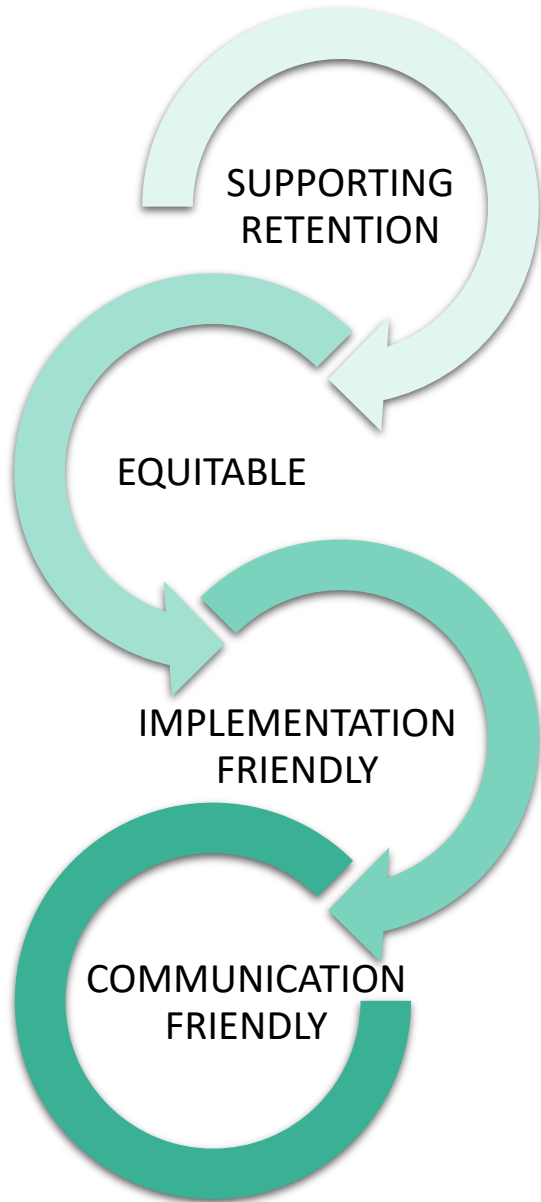 SUPPORTING
RETENTION
EQUITABLE
IMPLEMENTATION
FRIENDLY
COMMUNICATION
FRIENDLY